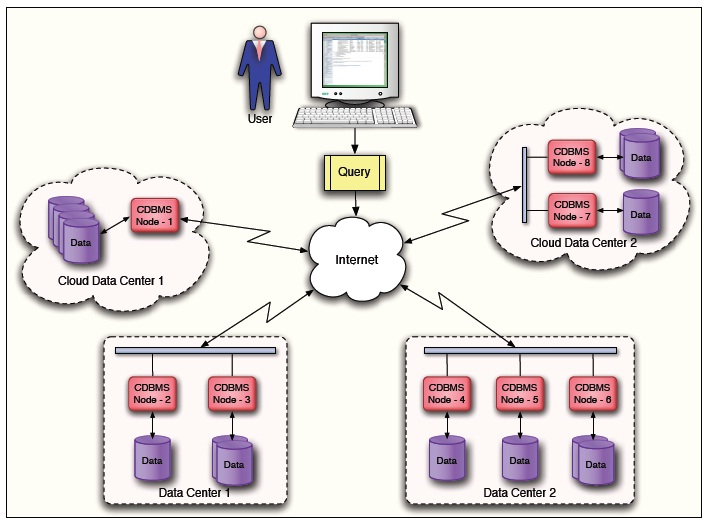 User
Query
Internet
CDBMS
Node - 1
Data
Cloud Data Center 1
CDBMS
Node - 8
Data
CDBMS
Node - 7
Data
Cloud Data Center 2
CDBMS
Node - 2
CDBMS
Node - 3
Data
Data
Data Center 1
CDBMS
Node - 4
CDBMS
Node - 5
CDBMS
Node - 6
Data
Data
Data
Data Center 2